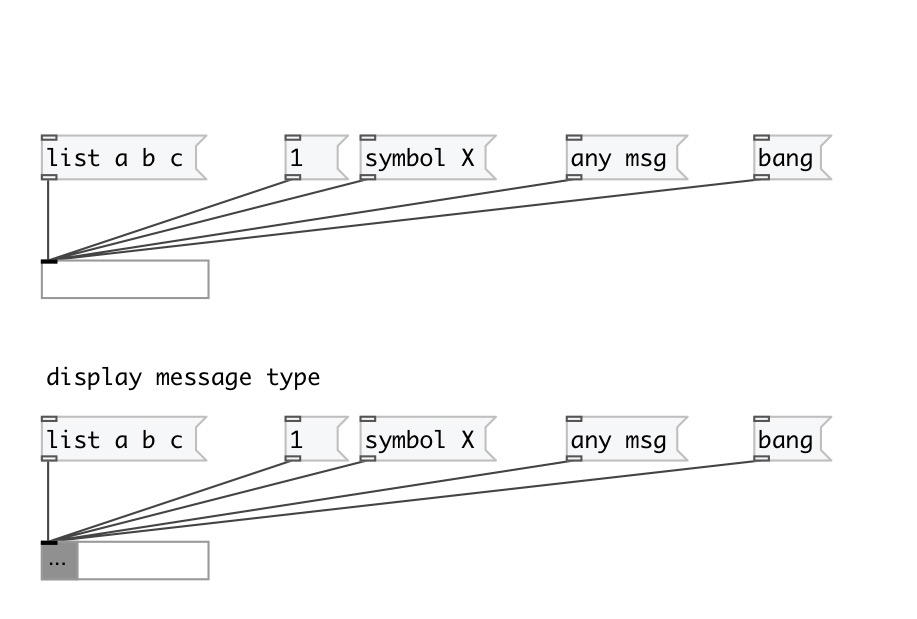 list a b c 1 symbol X any msg bang
display message type
list a b c 1 symbol X any msg bang
...